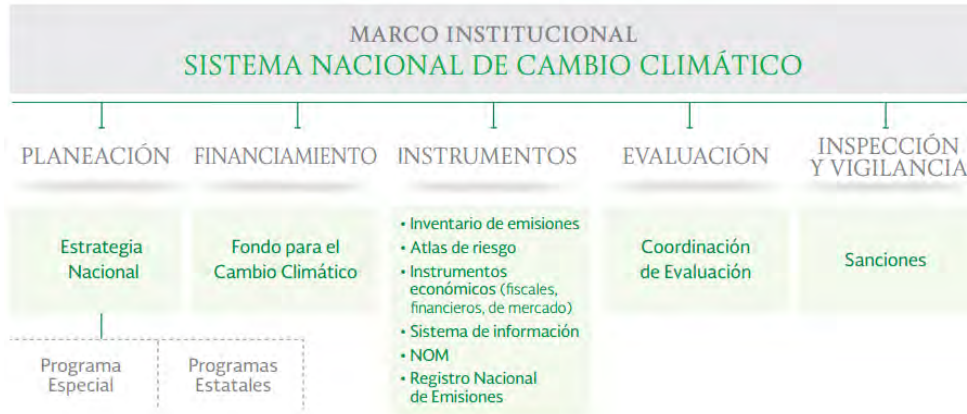 MARCO INSTITUCIONAL
SISTEMA NACIONAL DE CAMBIO CLIMÁTICO
PLANEACIÓN
Estrategia
Nacional
Programa
Especial
Programas
Estatales
FINANCIAMIENTO
Fondo para el
Cambio Climático
INSTRUMENTOS
• Inventario de emisiones
• Atlas de riesgo
• Instrumentos
económicos (fiscales,
financieros, de mercado)
• Sistema de información
• NOM
• Registro Nacional
de Emisiones
EVALUACIÓN
Coordinación
de Evaluación
INSPECCIÓN
Y VIGILANCIA
Sanciones